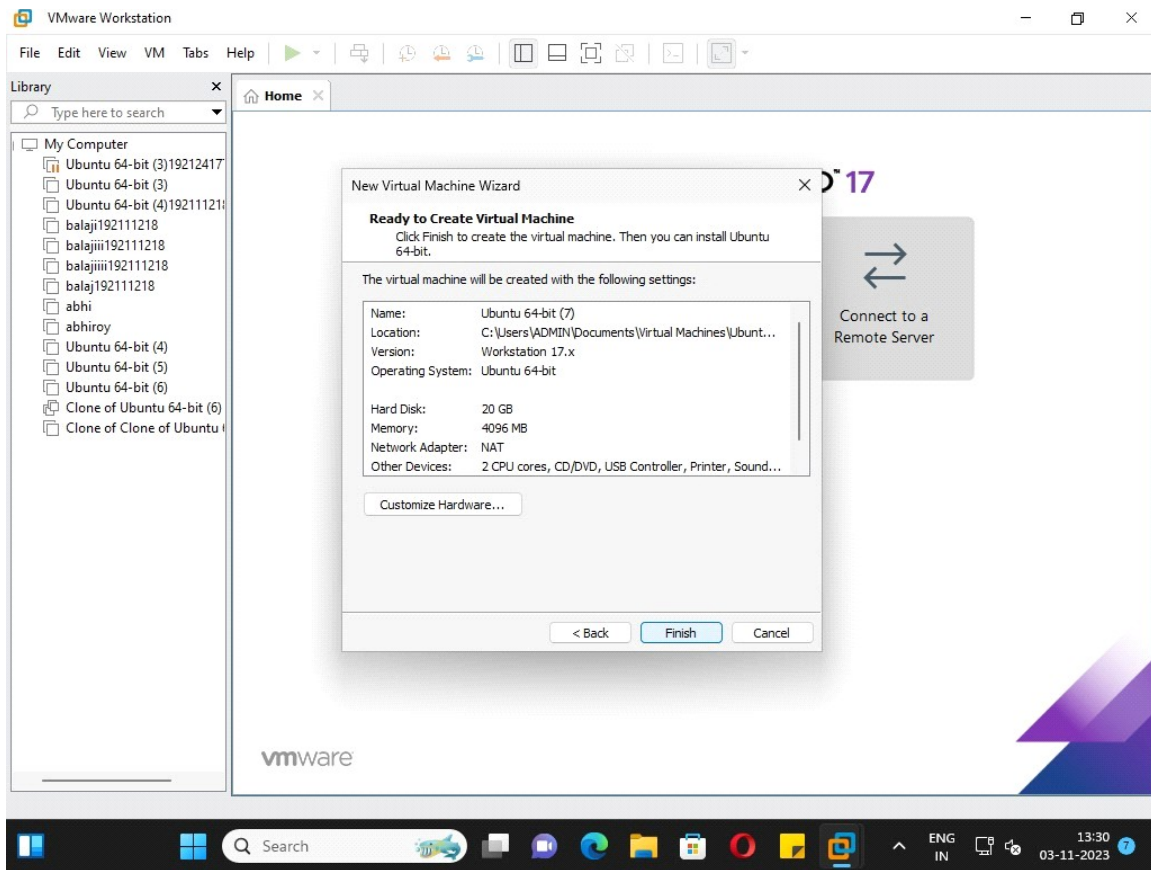 VMware Workstation
File Edit View VM Tabs Help
Library
Type here to search
Home
My Computer
Ubuntu 64-bit (3)19212417
Ubuntu 64-bit (3)
Ubuntu 64-bit (4)19211121
balaji192111218
balajiii192111218
balajiiii192111218
balaj192111218
abhi
abhiroy
Ubuntu 64-bit (4)
Ubuntu 64-bit (5)
Ubuntu 64-bit (6)
Clone of Ubuntu 64-bit (6)
Clone of Clone of Ubuntu
17
Connect to a
Remote Server
New Virtual Machine Wizard
Ready to Create Virtual Machine
Click Finish to create the virtual machine. Then you can install Ubuntu
64-bit.
The virtual machine will be created with the following settings:
Name: Ubuntu 64-bit (7)
Location: C:\Users\ADMIN\Documents\Virtual Machines\Ubunt...
Version: Workstation 17.x
Operating System: Ubuntu 64-bit
Hard Disk: 20 GB
Memory: 4096 MB
Network Adapter: NAT
Other Devices: 2 CPU cores, CD/DVD, USB Controller, Printer, Sound...
Customize Hardware...
< Back Finish Cancel
vmware
Search
ENG
IN
13:30
03-11-2023
7